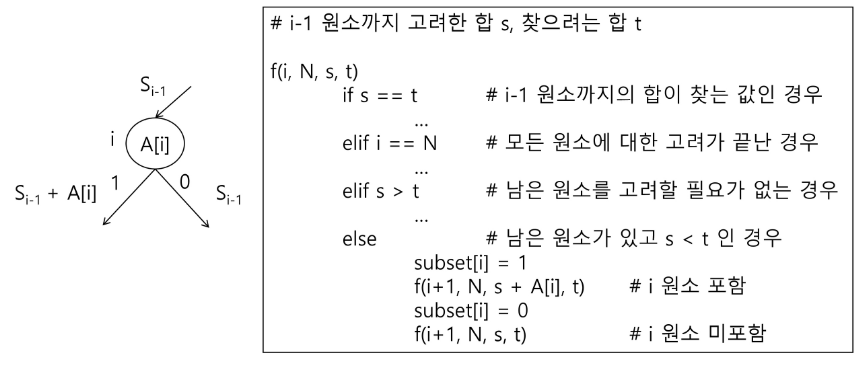 S_{i-1}
i
A[i]
1
0
S_{i-1} + A[i]
S_{i-1}
# i-1 원소까지 고려한 합 s, 찾으려는 합 t
f(i, N, s, t)
if s == t # i-1 원소까지의 합이 찾는 값인 경우
...
elif i == N # 모든 원소에 대한 고려가 끝난 경우
...
elif s > t # 남은 원소를 고려할 필요가 없는 경우
...
else # 남은 원소가 있고 s < t 인 경우
subset[i] = 1
f(i+1, N, s + A[i], t) # i 원소 포함
subset[i] = 0
f(i+1, N, s, t) # i 원소 미포함